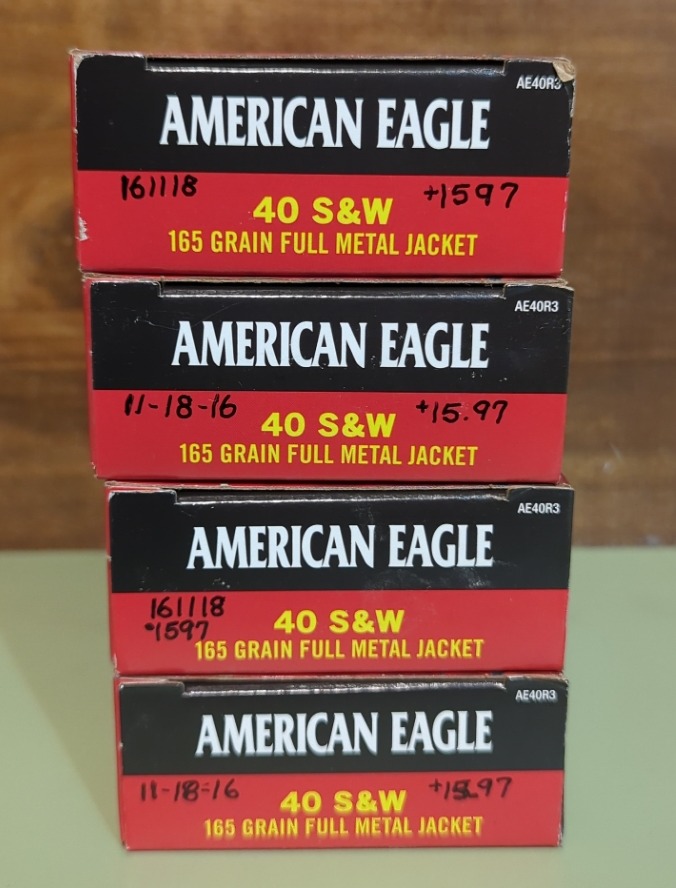 AE40R3
AMERICAN EAGLE
161118 +1597
40 S&W
165 GRAIN FULL METAL JACKET
AE40R3
AMERICAN EAGLE
11-18-16 +15.97
40 S&W
165 GRAIN FULL METAL JACKET
AE40R3
AMERICAN EAGLE
161118
40 S&W
+1597
165 GRAIN FULL METAL JACKET
AE40R3
AMERICAN EAGLE
11-18-16 +15.97
40 S&W
165 GRAIN FULL METAL JACKET